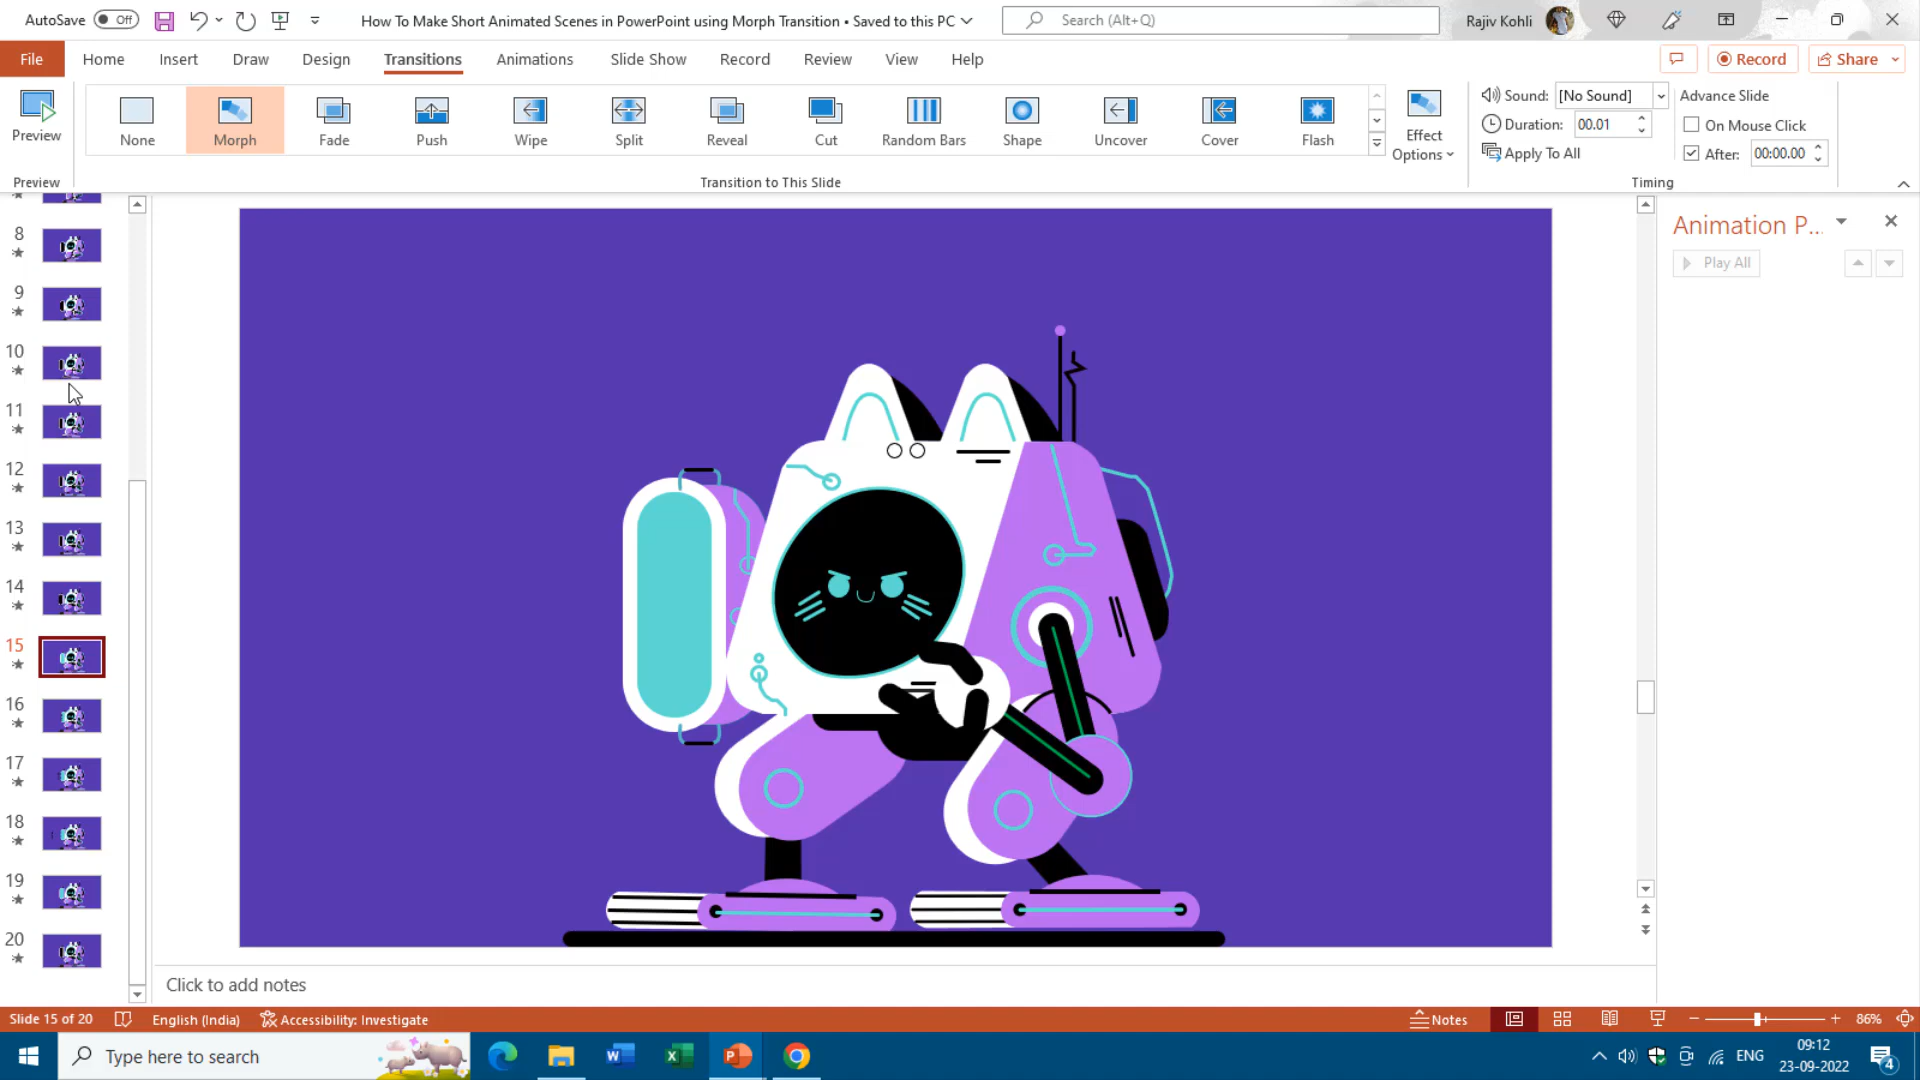 AutoSave Off
How To Make Short Animated Scenes in PowerPoint using Morph Transition • Saved to this PC
Search (Alt+Q)
Rajiv Kohli
File Home Insert Draw Design Transitions Animations Slide Show Record Review View Help
Record
Share
Preview
Preview
None
Morph
Fade
Push
Wipe
Split
Reveal
Cut
Random Bars
Shape
Uncover
Cover
Flash
Transition to This Slide
Effect
Options
Sound: [No Sound]
Duration: 00.01
Apply To All
Advance Slide
On Mouse Click
After: 00:00.00
Timing
8
9
10
11
12
13
14
15
16
17
18
19
20
Animation P...
Play All
Click to add notes
Slide 15 of 20
English (India)
Accessibility: Investigate
Notes
86%
Type here to search
ENG
09:12
23-09-2022
4